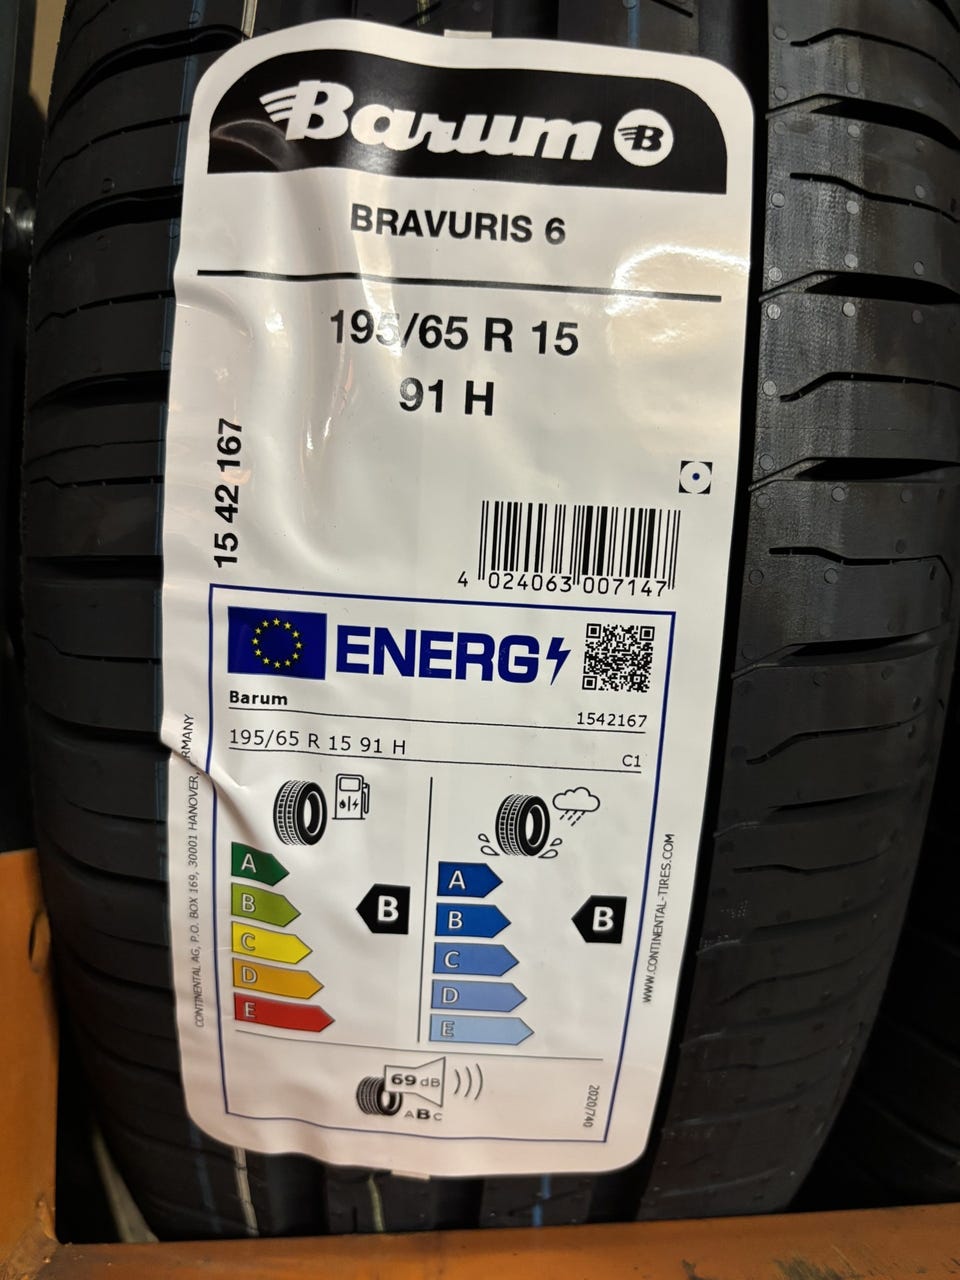 Barum B
BRAVURIS 6
195/65 R 15
91 H
15 42 167
4 024063 007147
ENERG
Barum
1542167
195/65 R 15 91 H
C1
A
B
C
D
E
B
A
B
C
D
E
B
69 dB
ABC
2020/740
CONTINENTAL AG, P.O. BOX 169, 30001 HANOVER,
WWW.CONTINENTAL-TIRES.COM